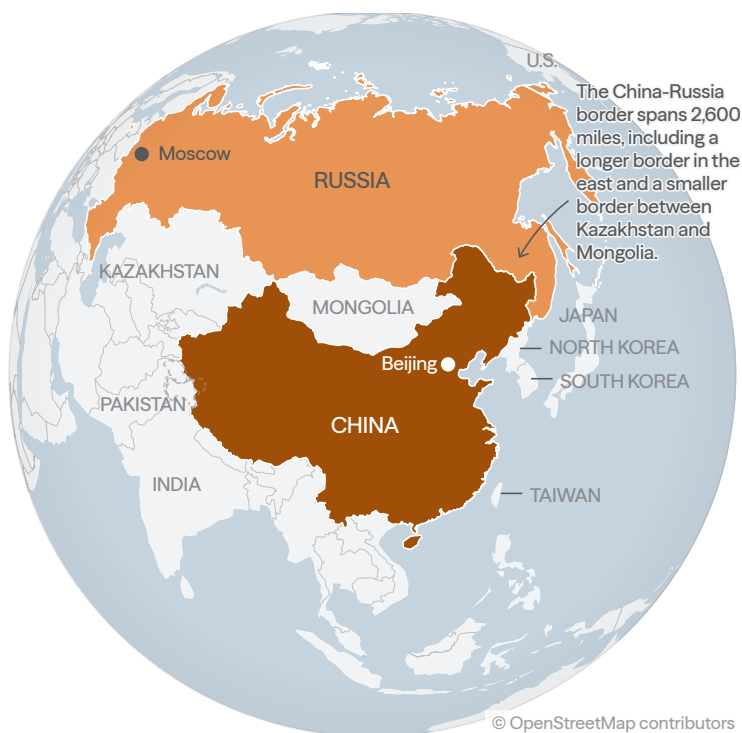 U.S.
The China-Russia
border spans 2,600
miles, including a
longer border in the
east and a smaller
border between
Kazakhstan and
Mongolia.
Moscow
RUSSIA
KAZAKHSTAN
MONGOLIA
JAPAN
NORTH KOREA
Beijing
SOUTH KOREA
PAKISTAN
CHINA
INDIA
TAIWAN
© OpenStreetMap contributors